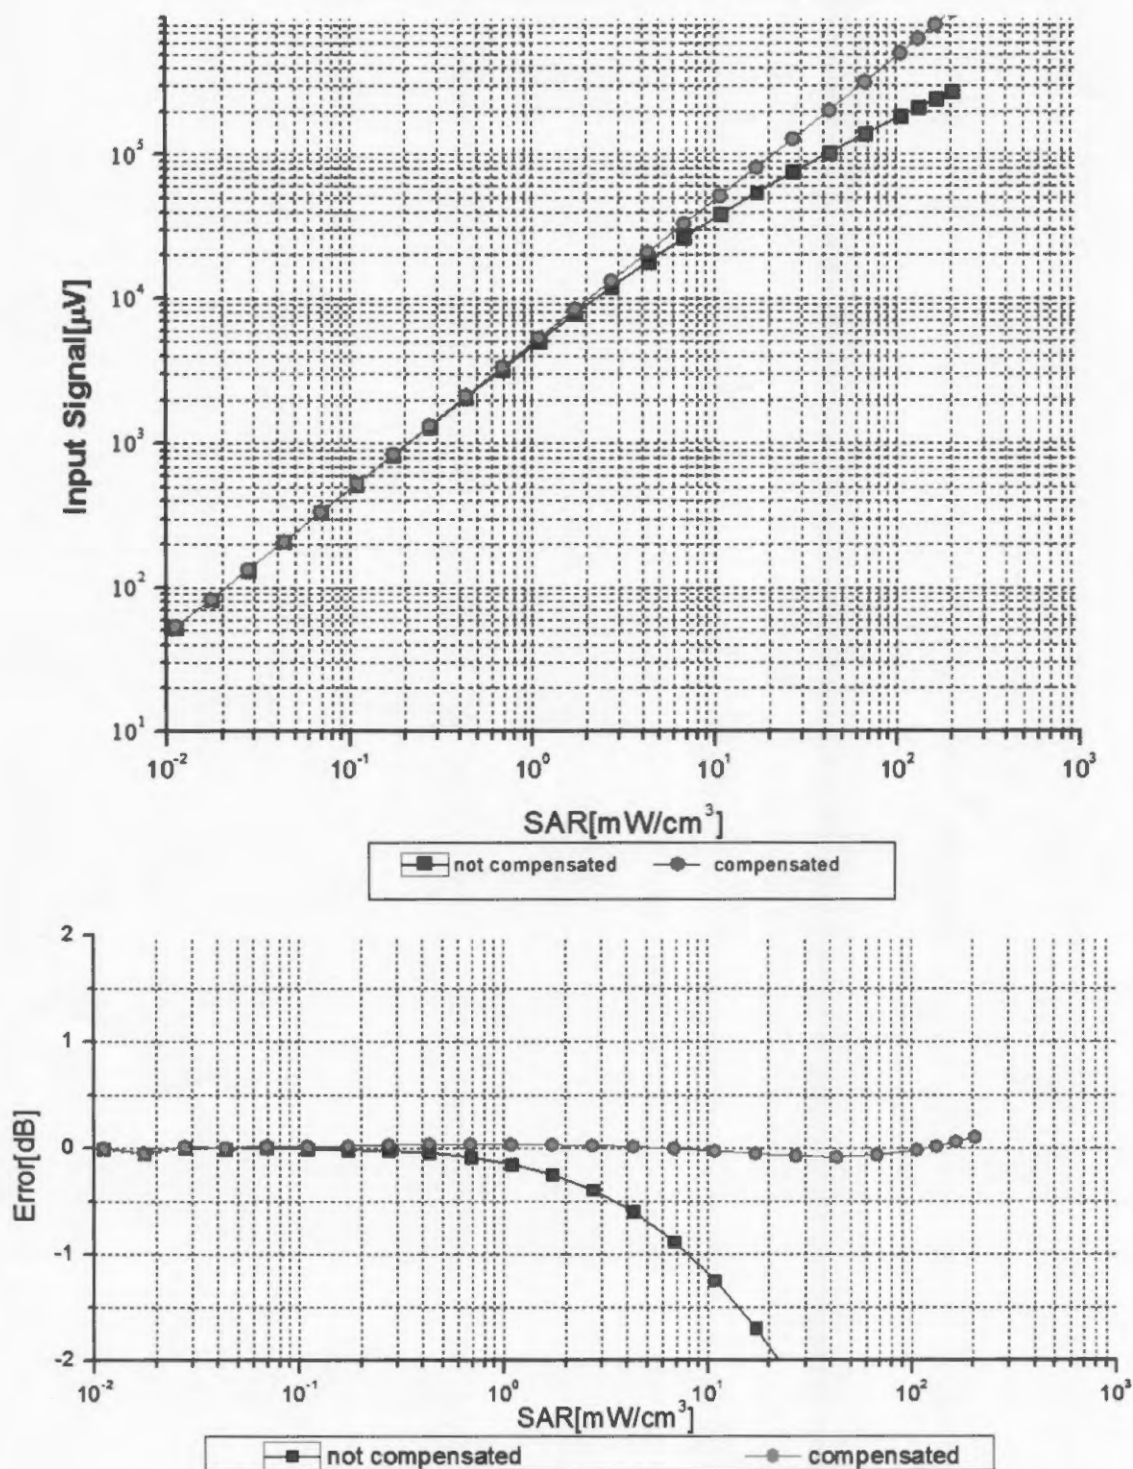 Input Signal[µV]
10⁵
10⁴
10³
10²
10¹
10⁻² 10⁻¹ 10⁰ 10¹ 10² 10³
SAR[mW/cm³]
not compensated compensated
Error[dB]
2
1
0
-1
-2
10⁻² 10⁻¹ 10⁰ 10¹ 10² 10³
SAR[mW/cm³]
not compensated compensated